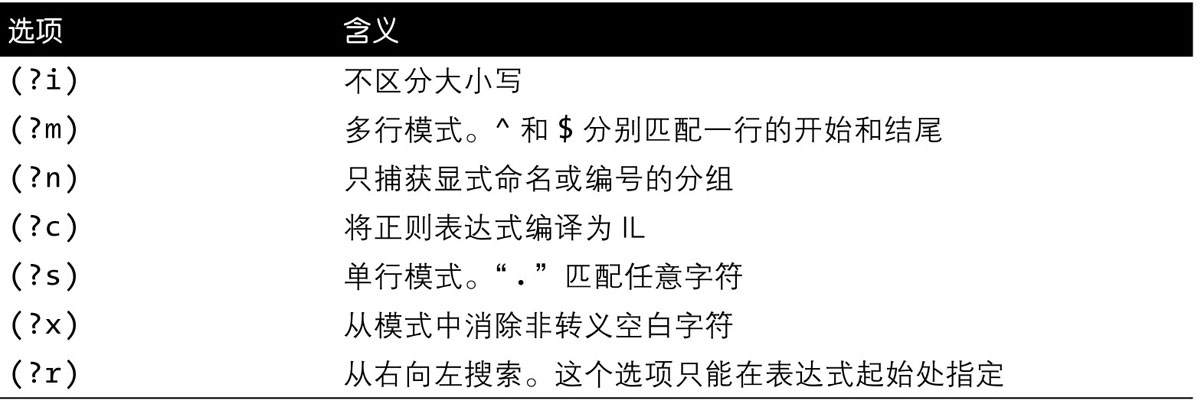 选项 含义
(?i) 不区分大小写
(?m) 多行模式。^ 和 $ 分别匹配一行的开始和结尾
(?n) 只捕获显式命名或编号的分组
(?c) 将正则表达式编译为 IL
(?s) 单行模式。“.” 匹配任意字符
(?x) 从模式中消除非转义空白字符
(?r) 从右向左搜索。这个选项只能在表达式起始处指定